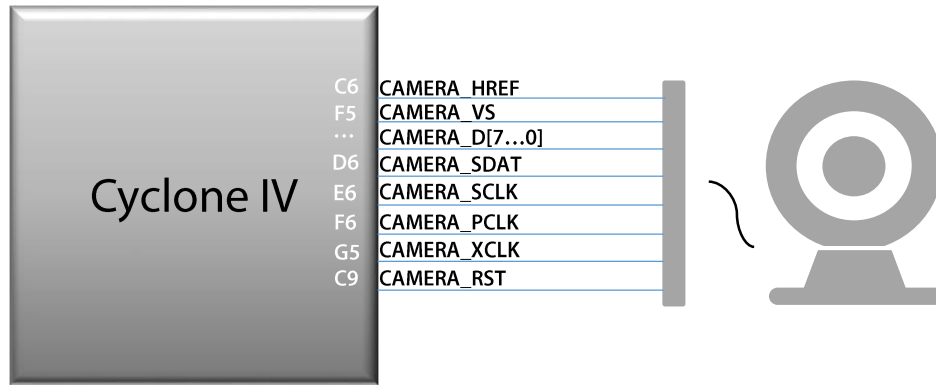 C6 CAMERA_HREF
F5 CAMERA_VS
... CAMERA_D[7...0]
D6 CAMERA_SDAT
Cyclone IV E6 CAMERA_SCLK
F6 CAMERA_PCLK
G5 CAMERA_XCLK
C9 CAMERA_RST